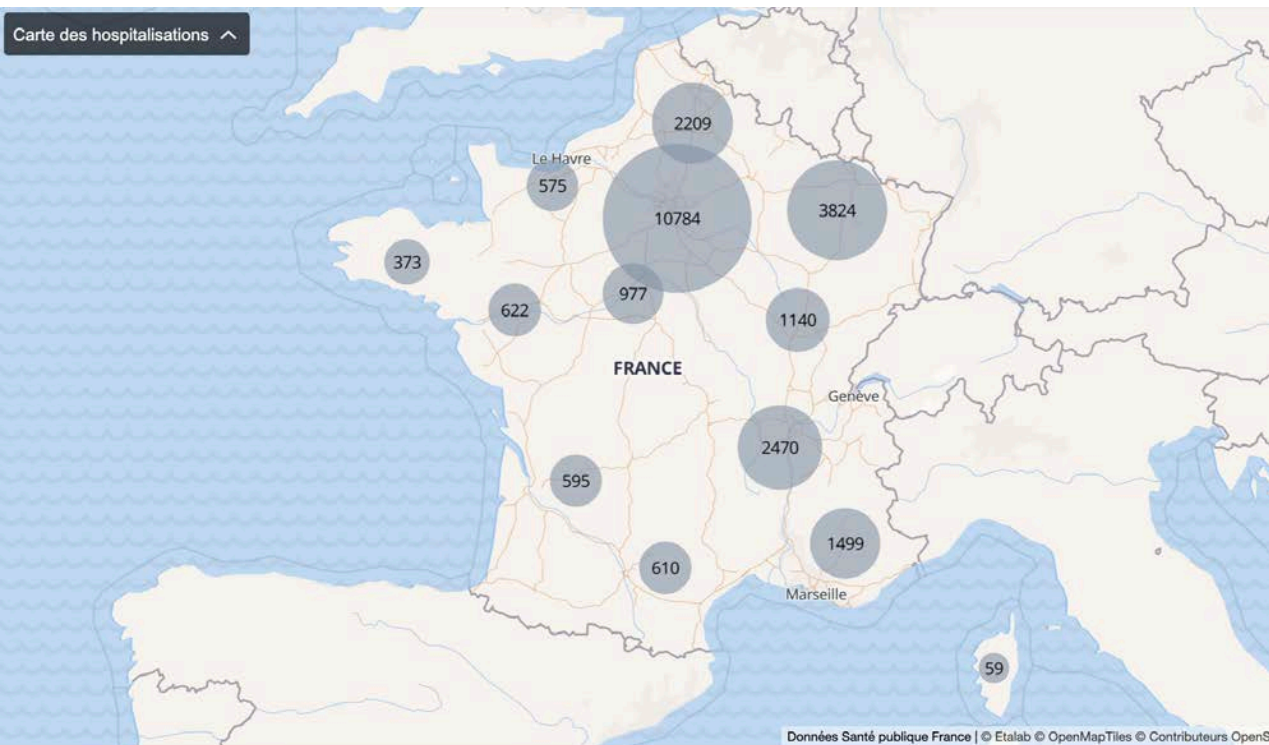 Carte des hospitalisations
2209
Le Havre
575
10784
3824
373
977
622
1140
FRANCE
Genève
2470
595
1499
610
Marseille
59
Données Santé publique France | © Etalab © OpenMapTiles © Contributeurs OpenS